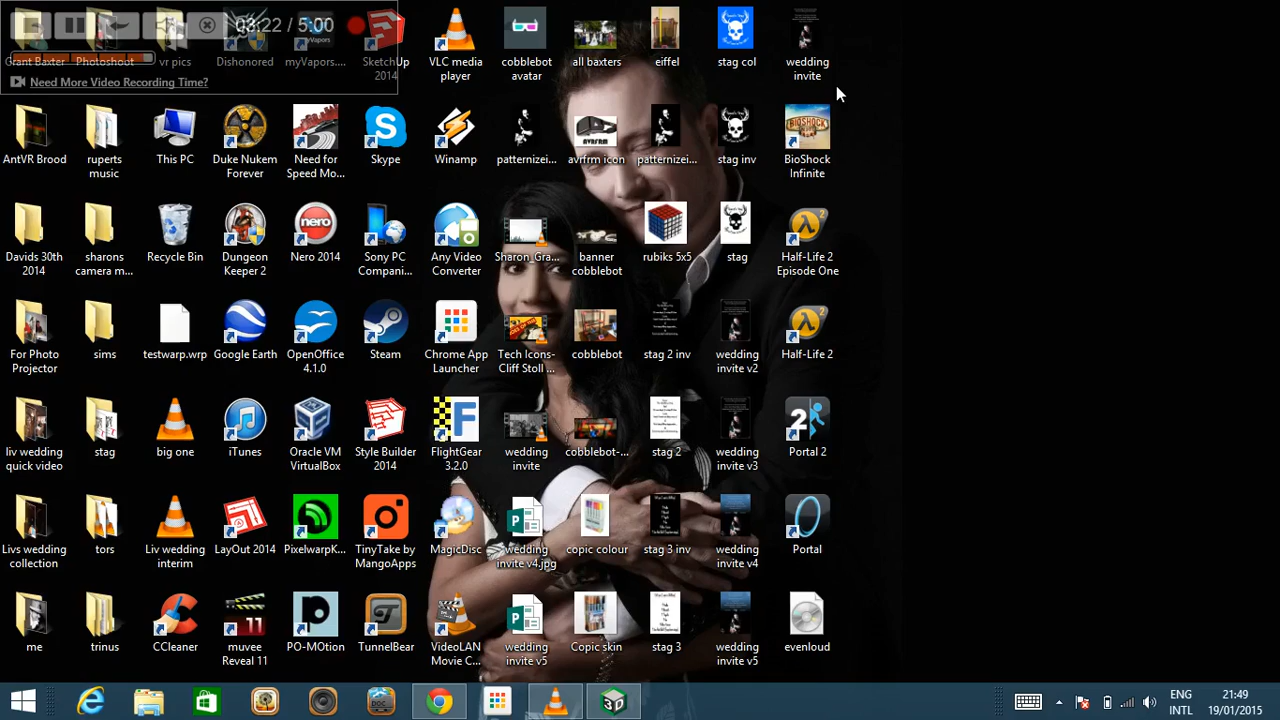 03:22 / 5:00
Need More Video Recording Time?
Grant Baxter
Photoshoot
vr pics
Dishonored
myVapors....
SketchUp
2014
VLC media
player
cobblebot
avatar
all baxters
eiffel
stag col
wedding
invite
AntVR Brood
ruperts
music
This PC
Duke Nukem
Forever
Need for
Speed Mo...
Skype
Winamp
patternizei...
avrfrm icon
patternizei...
stag inv
BioShock
Infinite
Davids 30th
2014
sharons
camera m...
Recycle Bin
Dungeon
Keeper 2
Nero 2014
Sony PC
Compani...
Any Video
Converter
Sharon_Gra...
banner
cobblebot
rubiks 5x5
stag
Half-Life 2
Episode One
For Photo
Projector
sims
testwarp.wrp
Google Earth
OpenOffice
4.1.0
Steam
Chrome App
Launcher
Tech Icons-
Cliff Stoll ...
cobblebot
stag 2 inv
wedding
invite v2
Half-Life 2
liv wedding
quick video
stag
big one
iTunes
Oracle VM
VirtualBox
Style Builder
2014
FlightGear
3.2.0
wedding
invite
cobblebot-...
stag 2
wedding
invite v3
Portal 2
Livs wedding
collection
tors
Liv wedding
interim
LayOut 2014
PixelwarpK...
TinyTake by
MangoApps
MagicDisc
wedding
invite v4.jpg
copic colour
stag 3 inv
wedding
invite v4
Portal
me
trinus
CCleaner
muvee
Reveal 11
PO-MOtion
TunnelBear
VideoLAN
Movie C...
wedding
invite v5
Copic skin
stag 3
wedding
invite v5
evenloud
ENG
INTL
21:49
19/01/2015